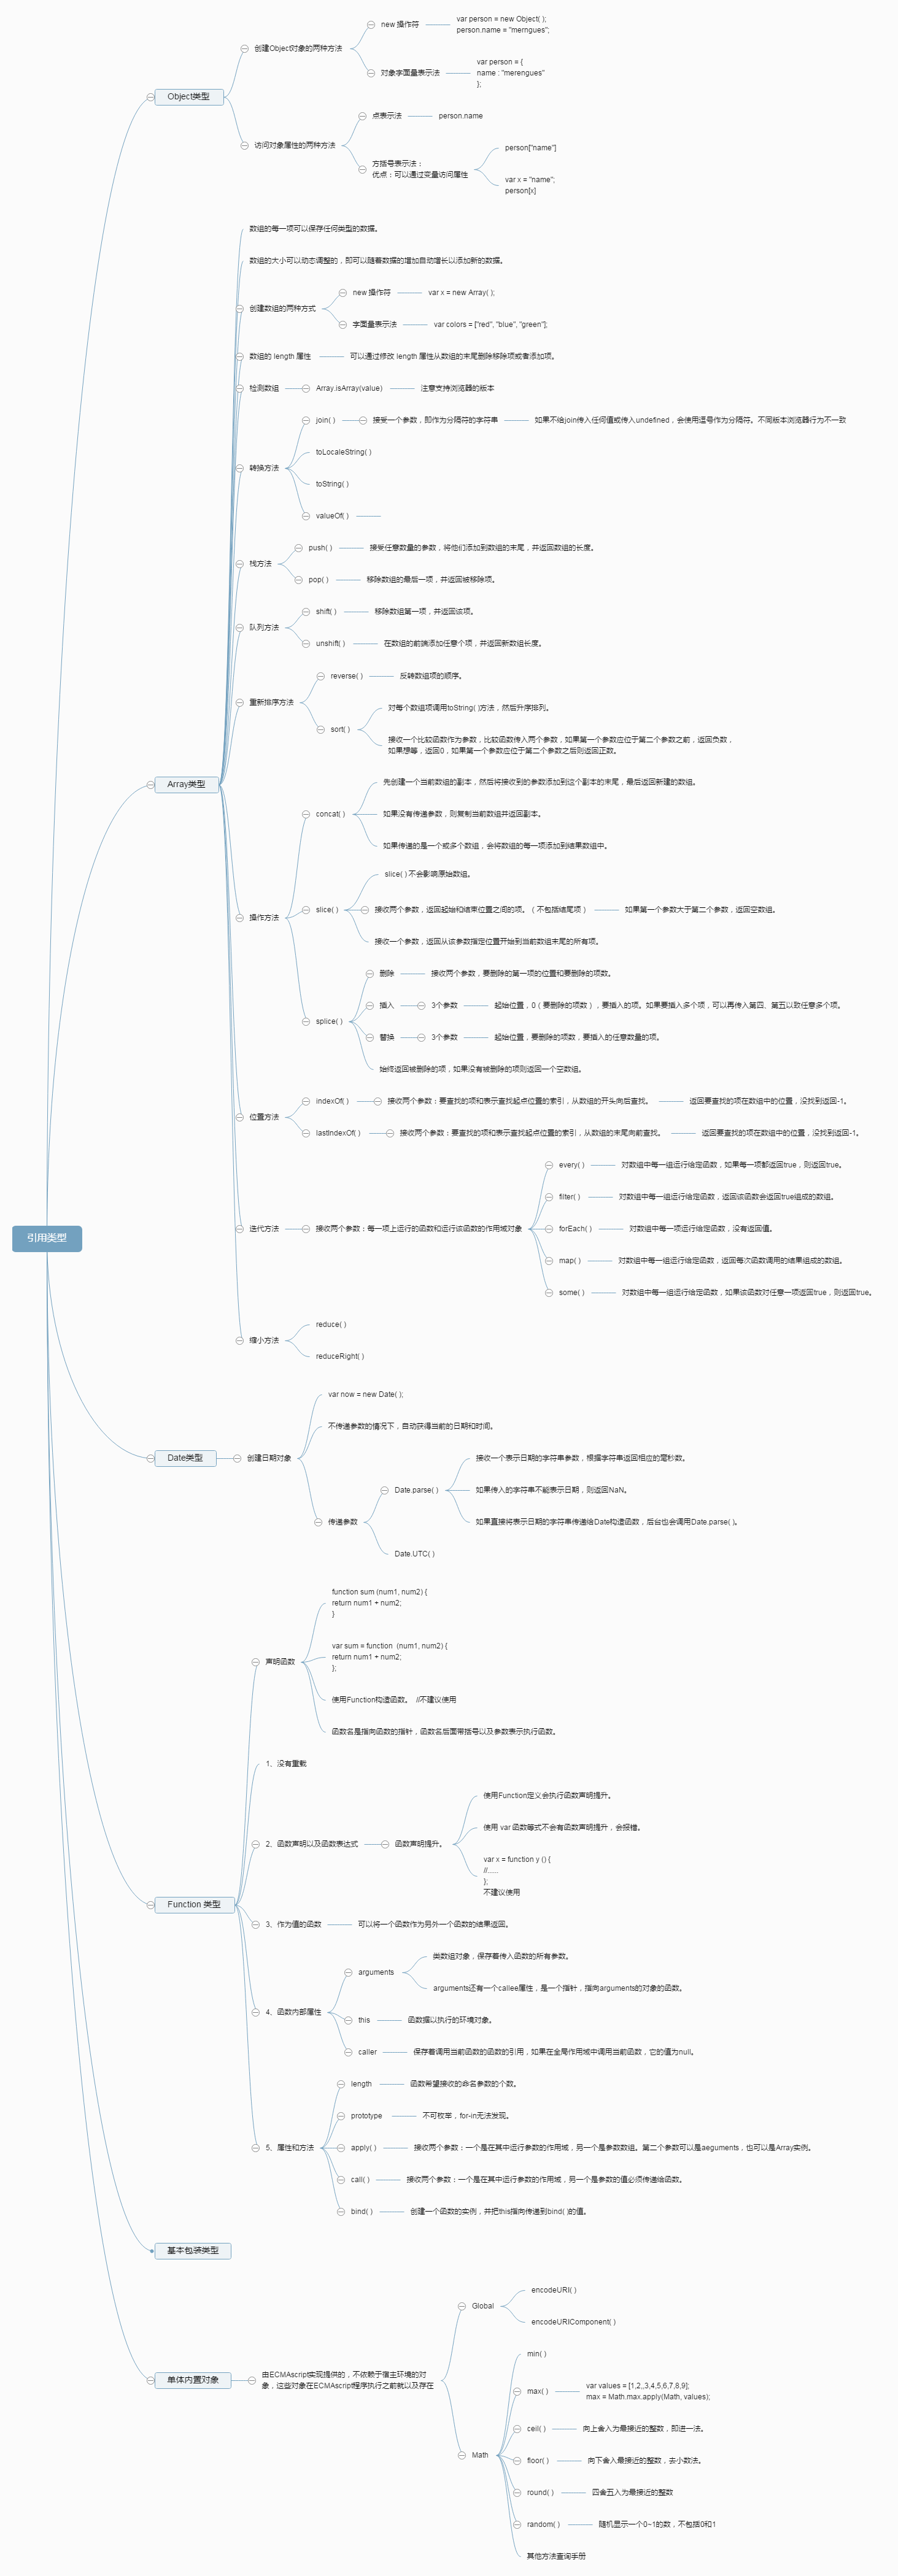 引用类型
Object类型
创建Object对象的两种方法
new 操作符
var person = new Object( );
person.name = "merngues";
对象字面量表示法
var person = {
name : "merengues"
};
访问对象属性的两种方法
点表示法
person.name
方括号表示法：
优点：可以通过变量访问属性
person["name"]
var x = "name";
person[x]
Array类型
数组的每一项可以保存任何类型的数据。
数组的大小可以动态调整的，即可以随着数据的增加自动增长以添加新的数据。
创建数组的两种方式
new 操作符
var x = new Array( );
字面量表示法
var colors = ["red", "blue", "green"];
数组的 length 属性
可以通过修改 length 属性从数组的末尾删除移除项或者添加项。
检测数组
Array.isArray(value)
注意支持浏览器的版本
转换方法
join( )
接受一个参数，即作为分隔符的字符串
如果不给join传入任何值或传入undefined，会使用逗号作为分隔符。不同版本浏览器行为不一致
toLocaleString( )
toString( )
valueOf( )
栈方法
push( )
接受任意数量的参数，将他们添加到数组的末尾，并返回数组的长度。
pop( )
移除数组的最后一项，并返回被移除项。
队列方法
shift( )
移除数组第一项，并返回该项。
unshift( )
在数组的前端添加任意个项，并返回新数组长度。
重新排序方法
reverse( )
反转数组项的顺序。
sort( )
对每个数组项调用toString( )方法，然后升序排列。
接收一个比较函数作为参数，比较函数传入两个参数，如果第一个参数应位于第二个参数之前，返回负数，
如果想等，返回0，如果第一个参数应位于第二个参数之后则返回正数。
操作方法
concat( )
先创建一个当前数组的副本，然后将接收到的参数添加到这个副本的末尾，最后返回新建的数组。
如果没有传递参数，则复制当前数组并返回副本。
如果传递的是一个或多个数组，会将数组的每一项添加到结果数组中。
slice( )
slice( ) 不会影响原始数组。
接收两个参数，返回起始和结束位置之间的项。（ 不包括结尾项 ）
如果第一个参数大于第二个参数，返回空数组。
接收一个参数，返回从该参数指定位置开始到当前数组末尾的所有项。
splice( )
删除
接收两个参数，要删除的第一项的位置和要删除的项数。
插入
3个参数
起始位置，0（ 要删除的项数 ），要插入的项。如果要插入多个项，可以再传入第四、第五以致任意多个项。
替换
3个参数
起始位置，要删除的项数，要插入的任意数量的项。
始终返回被删除的项，如果没有被删除的项则返回一个空数组。
位置方法
indexOf( )
接收两个参数：要查找的项和表示查找起点位置的索引，从数组的开头向后查找。
返回要查找的项在数组中的位置，没找到返回-1。
lastIndexOf( )
接收两个参数：要查找的项和表示查找起点位置的索引，从数组的末尾向前查找。
返回要查找的项在数组中的位置，没找到返回-1。
迭代方法
接收两个参数：每一项上运行的函数和运行该函数的作用域对象
every( )
对数组中每一组运行给定函数，如果每一项都返回true，则返回true。
filter( )
对数组中每一组运行给定函数，返回该函数会返回true组成的数组。
forEach( )
对数组中每一项运行给定函数，没有返回值。
map( )
对数组中每一组运行给定函数，返回每次函数调用的结果组成的数组。
some( )
对数组中每一组运行给定函数，如果该函数对任意一项返回true，则返回true。
缩小方法
reduce( )
reduceRight( )
Date类型
创建日期对象
var now = new Date( );
不传递参数的情况下，自动获得当前的日期和时间。
传递参数
Date.parse( )
接收一个表示日期的字符串参数，根据字符串返回相应的毫秒数。
如果传入的字符串不能表示日期，则返回NaN。
如果直接将表示日期的字符串传递给Date构造函数，后台也会调用Date.parse( )。
Date.UTC( )
Function 类型
声明函数
function sum (num1, num2) {
return num1 + num2;
}
var sum = function  (num1, num2) {
return num1 + num2;
};
使用Function构造函数。  //不建议使用
函数名是指向函数的指针，函数名后面带括号以及参数表示执行函数。
1、没有重载
2、函数声明以及函数表达式
函数声明提升。
使用Function定义会执行函数声明提升。
使用 var 函数等式不会有函数声明提升，会报错。
var x = function y () {
//......
};
不建议使用
3、作为值的函数
可以将一个函数作为另外一个函数的结果返回。
4、函数内部属性
arguments
类数组对象，保存着传入函数的所有参数。
arguments还有一个callee属性，是一个指针，指向arguments的对象的函数。
this
函数据以执行的环境对象。
caller
保存着调用当前函数的函数的引用，如果在全局作用域中调用当前函数，它的值为null。
5、属性和方法
length
函数希望接收的命名参数的个数。
prototype
不可枚举，for-in无法发现。
apply( )
接收两个参数：一个是在其中运行参数的作用域，另一个是参数数组。第二个参数可以是aeguments，也可以是Array实例。
call( )
接收两个参数：一个是在其中运行参数的作用域，另一个是参数的值必须传递给函数。
bind( )
创建一个函数的实例，并把this指向传递到bind( )的值。
基本包装类型
单体内置对象
由ECMAscript实现提供的，不依赖于宿主环境的对
象，这些对象在ECMAscript程序执行之前就以及存在
Global
encodeURI( )
encodeURIComponent( )
Math
min( )
max( )
var values = [1,2,,3,4,5,6,7,8,9];
max = Math.max.apply(Math, values);
ceil( )
向上舍入为最接近的整数，即进一法。
floor( )
向下舍入最接近的整数，去小数法。
round( )
四舍五入为最接近的整数
random( )
随机显示一个0~1的数，不包括0和1
其他方法查询手册